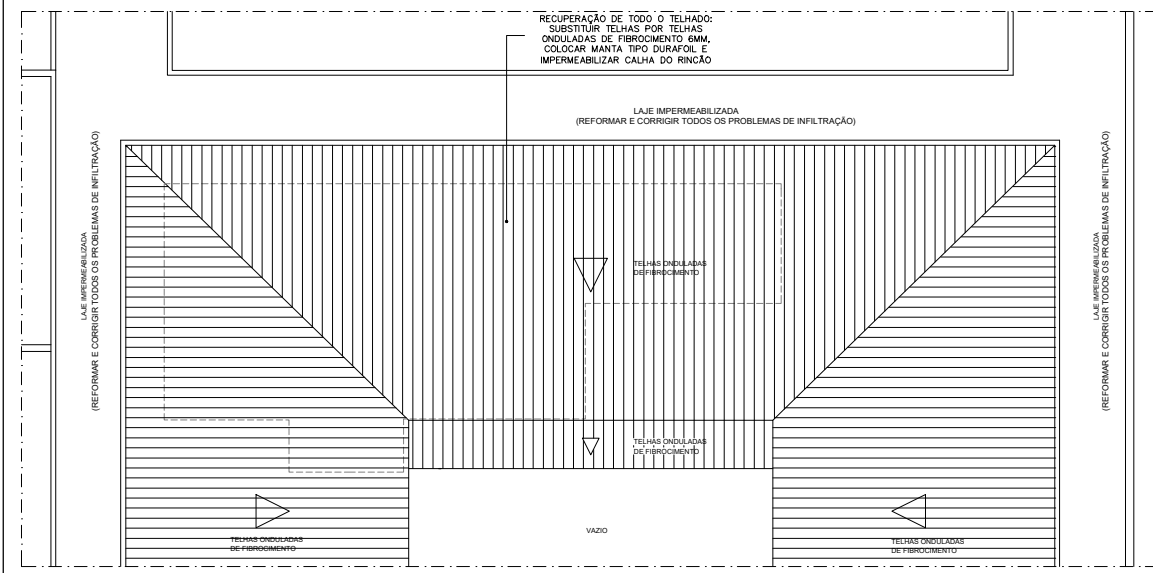 RECUPERAÇÃO DE TODO O TELHADO:
SUBSTITUIR TELHAS POR TELHAS
ONDULADAS DE FIBROCIMENTO 6MM,
COLOCAR MANTA TIPO DURAFOIL E
IMPERMEABILIZAR CALHA DO RINCÃO
LAJE IMPERMEABILIZADA
(REFORMAR E CORRIGIR TODOS OS PROBLEMAS DE INFILTRAÇÃO)
LAJE IMPERMEABILIZADA
(REFORMAR E CORRIGIR TODOS OS PROBLEMAS DE INFILTRAÇÃO)
LAJE IMPERMEABILIZADA
(REFORMAR E CORRIGIR TODOS OS PROBLEMAS DE INFILTRAÇÃO)
TELHAS ONDULADAS
DE FIBROCIMENTO
TELHAS ONDULADAS
DE FIBROCIMENTO
VAZIO
TELHAS ONDULADAS
DE FIBROCIMENTO
TELHAS ONDULADAS
DE FIBROCIMENTO